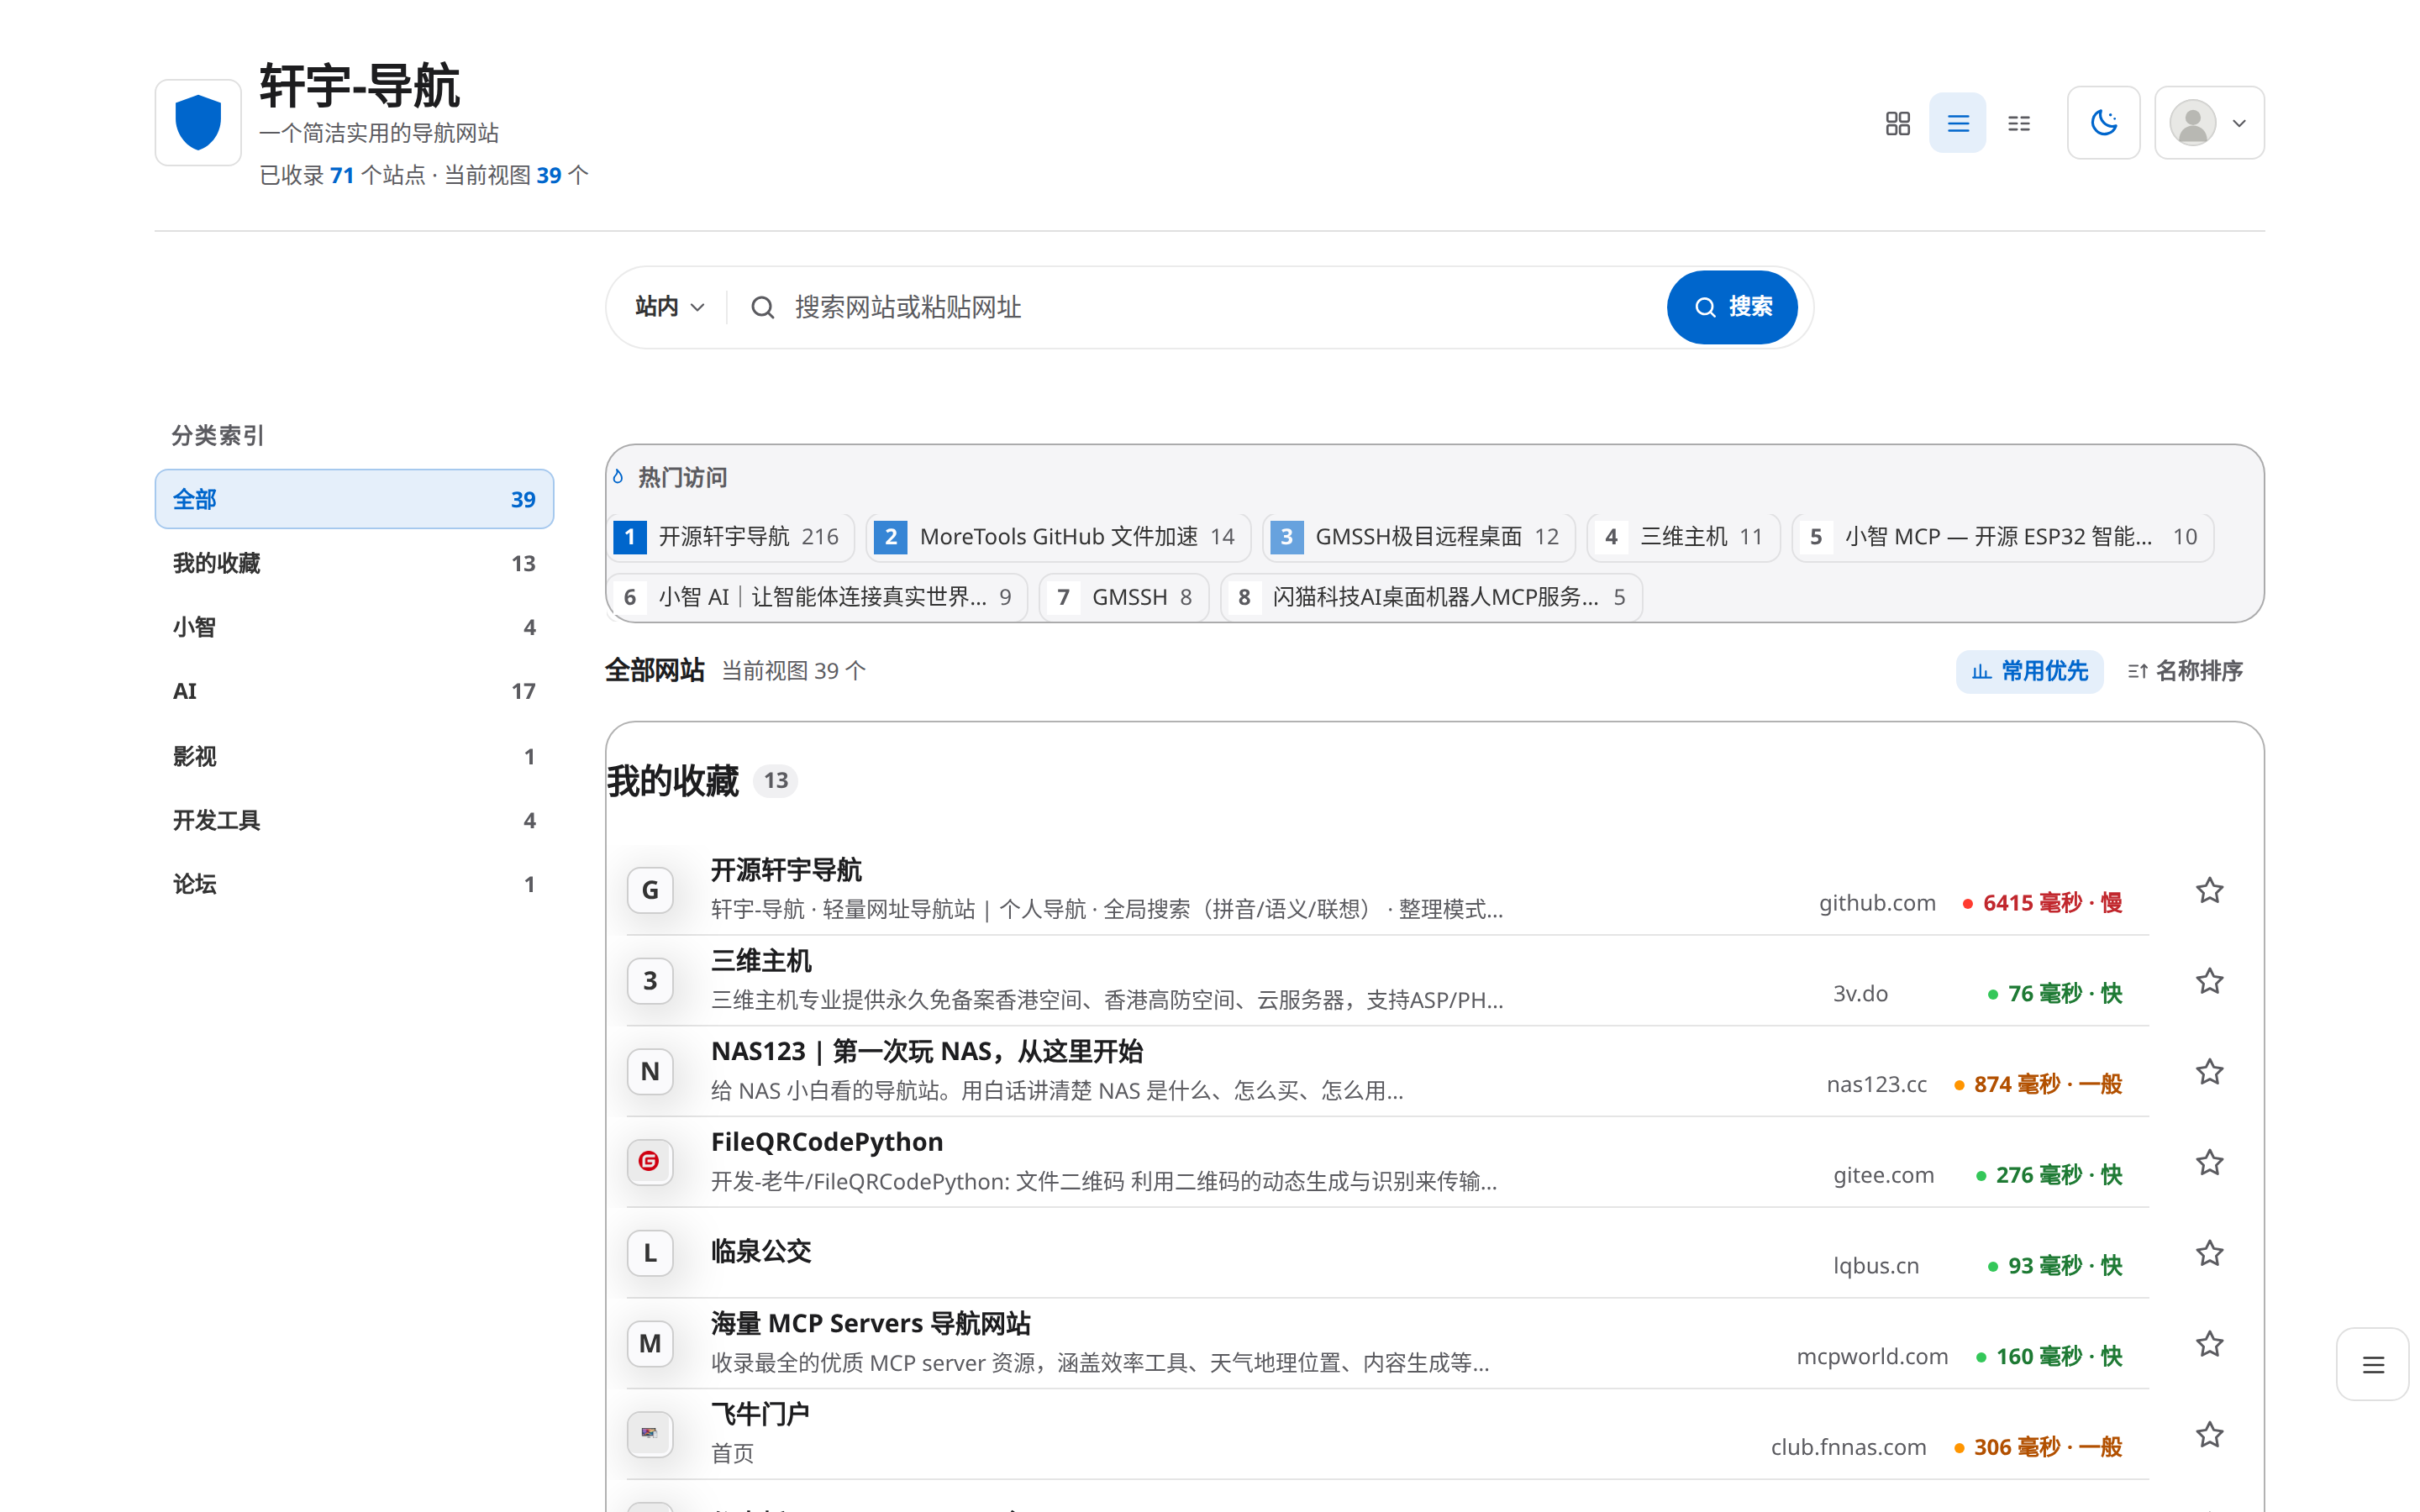 轩宇-导航
一个简洁实用的导航网站
已收录 71 个站点 · 当前视图 39 个
站内
搜索网站或粘贴网址
搜索
分类索引
全部 39
我的收藏 13
小智 4
AI 17
影视 1
开发工具 4
论坛 1
热门访问
1 开源轩宇导航 216
2 MoreTools GitHub 文件加速 14
3 GMSSH极目远程桌面 12
4 三维主机 11
5 小智 MCP — 开源 ESP32 智能... 10
6 小智 AI｜让智能体连接真实世界... 9
7 GMSSH 8
8 闪猫科技AI桌面机器人MCP服务... 5
全部网站 当前视图 39 个
常用优先
名称排序
我的收藏 13
G
开源轩宇导航
轩宇-导航 · 轻量网址导航站 | 个人导航 · 全局搜索（拼音/语义/联想） · 整理模式...
github.com
6415 毫秒 · 慢
3
三维主机
三维主机专业提供永久免备案香港空间、香港高防空间、云服务器，支持ASP/PH...
3v.do
76 毫秒 · 快
N
NAS123 | 第一次玩 NAS，从这里开始
给 NAS 小白看的导航站。用白话讲清楚 NAS 是什么、怎么买、怎么用...
nas123.cc
874 毫秒 · 一般
G
FileQRCodePython
开发-老牛/FileQRCodePython: 文件二维码 利用二维码的动态生成与识别来传输...
gitee.com
276 毫秒 · 快
L
临泉公交
lqbus.cn
93 毫秒 · 快
M
海量 MCP Servers 导航网站
收录最全的优质 MCP server 资源，涵盖效率工具、天气地理位置、内容生成等...
mcpworld.com
160 毫秒 · 快
飞牛门户
首页
club.fnnas.com
306 毫秒 · 一般